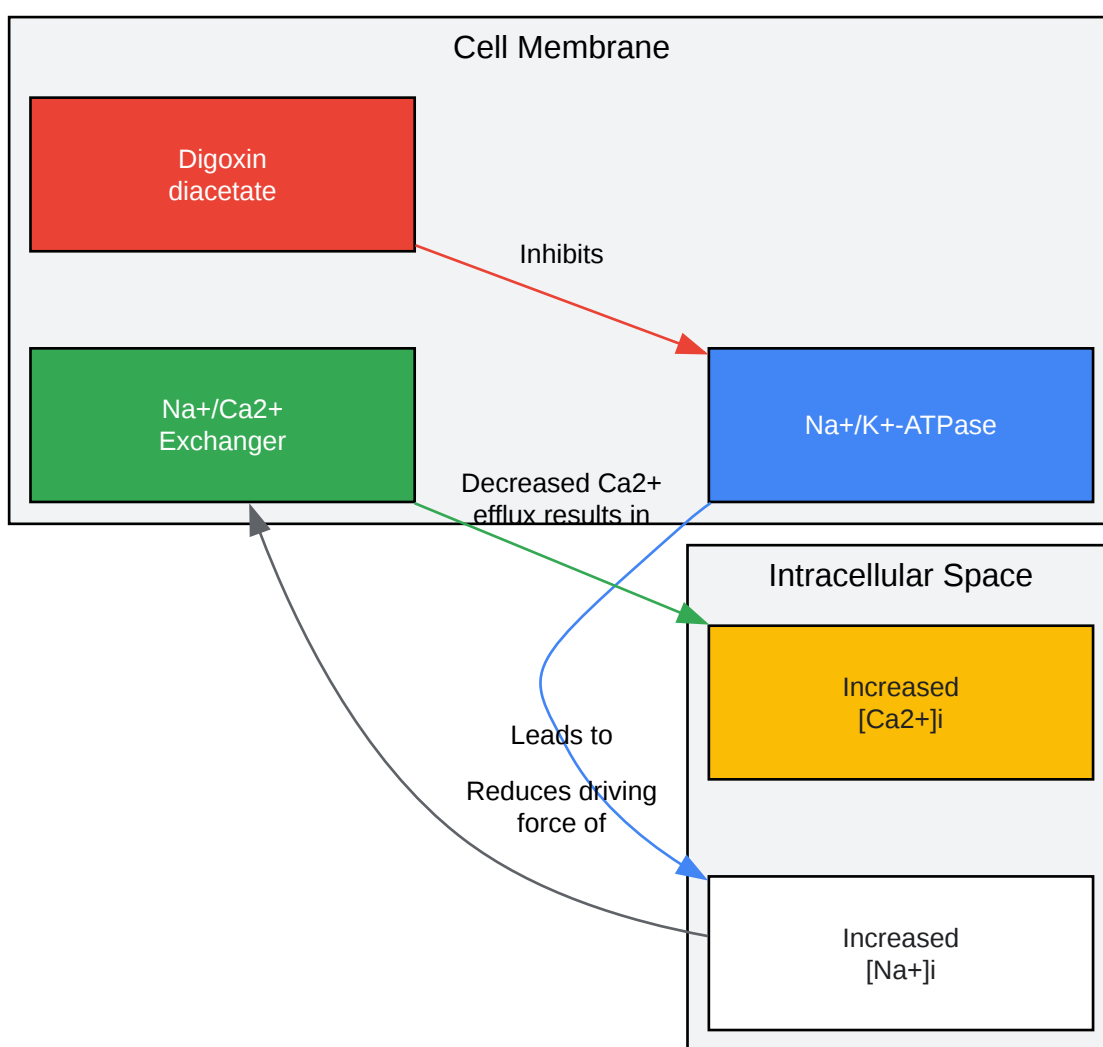 Cell Membrane
Digoxin
diacetate
Inhibits
Na+/Ca2+
Exchanger
Na+/K+-ATPase
Decreased Ca2+
efflux results in
Intracellular Space
Increased
[Ca2+]i
Leads to
Reduces driving
force of
Increased
[Na+]i